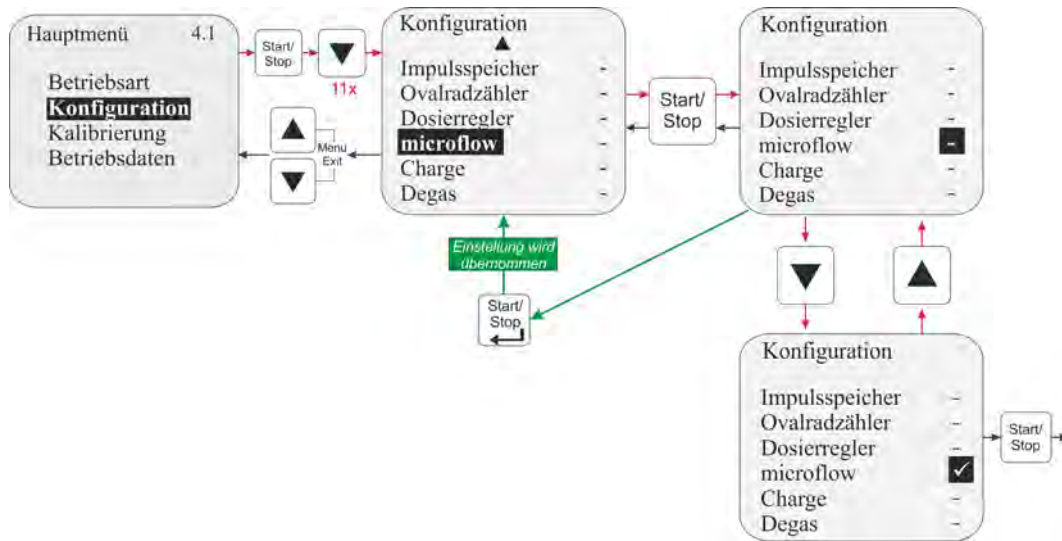 Hauptmenü 4.1
Betriebsart
Konfiguration
Kalibrierung
Betriebsdaten
Start/
Stop
11x
Menu
Exit
Konfiguration
Impulsspeicher -
Ovalradzähler -
Dosierregler -
microflow -
Charge -
Degas -
Start/
Stop
Konfiguration
Impulsspeicher -
Ovalradzähler -
Dosierregler -
microflow -
Charge -
Degas -
Einstellung wird
übernommen
Start/
Stop
Konfiguration
Impulsspeicher -
Ovalradzähler -
Dosierregler -
microflow ✓
Charge -
Degas -
Start/
Stop